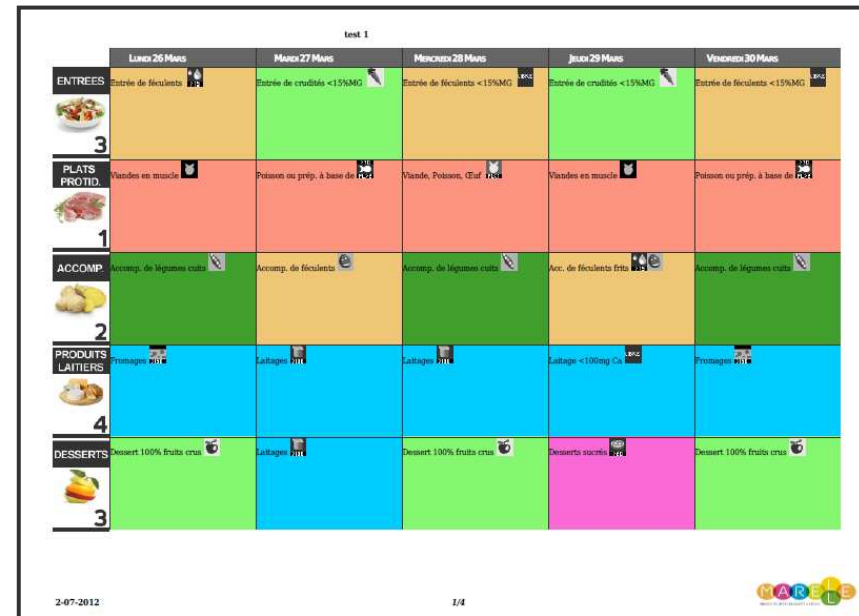 test 1
LUNDI 26 MARS MARDI 27 MARS MERCREDI 28 MARS JEUDI 29 MARS VENDREDI 30 MARS
ENTREES
Entrée de féculents Entrée de crudités <15%MG Entrée de féculents <15%MG LIBRE Entrée de crudités <15%MG Entrée de féculents <15%MG LIBRE
3
PLATS PROTID.
Viandes en muscle Poisson ou prép. à base de Viande, Poisson, Œuf Viandes en muscle Poisson ou prép. à base de
1
ACCOMP.
Accomp. de légumes cuits Accomp. de féculents Accomp. de légumes cuits Acc. de féculents frits Accomp. de légumes cuits
2
PRODUITS LAITIERS
Fromages Laitages Laitages Laitage <100mg Ca LIBRE Fromages
4
DESSERTS
Dessert 100% fruits crus Laitages Dessert 100% fruits crus Desserts sucrés Dessert 100% fruits crus
3
2-07-2012 1/4 MARELLE